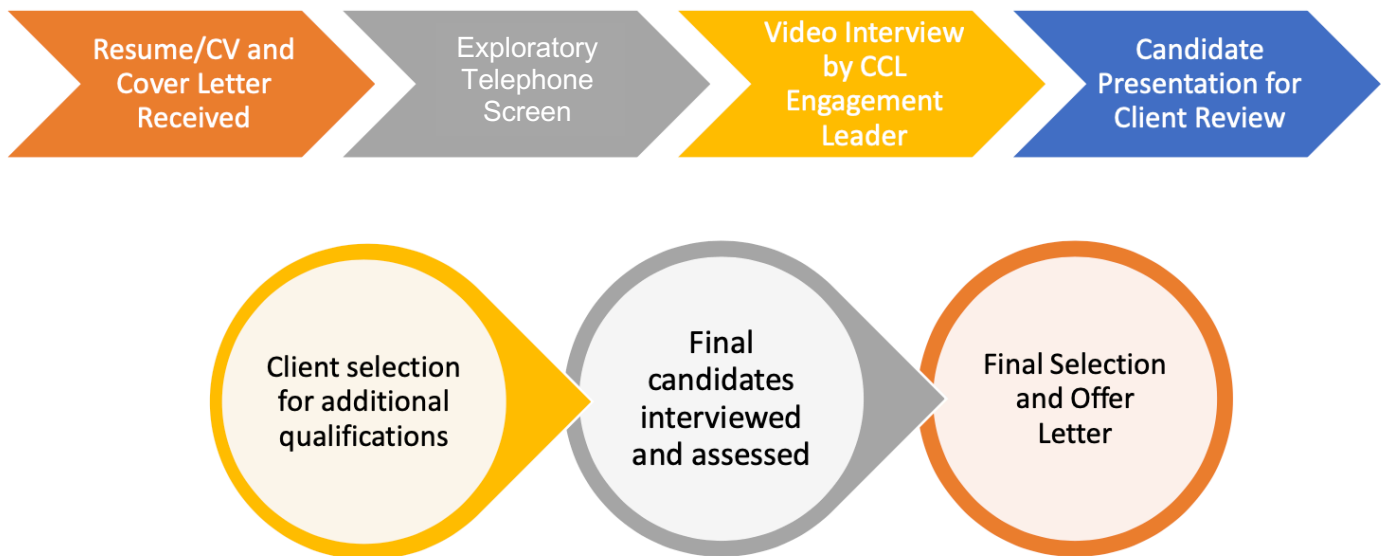 Resume/CV and
Cover Letter
Received
Exploratory
Telephone
Screen
Video Interview
by CCL
Engagement
Leader
Candidate
Presentation for
Client Review
Client selection
for additional
qualifications
Final
candidates
interviewed
and assessed
Final Selection
and Offer
Letter